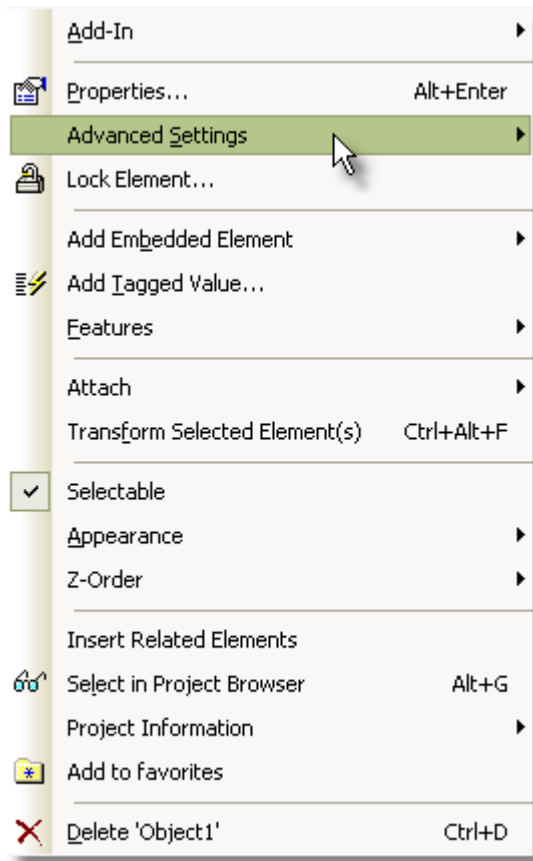 Add-In
Properties... Alt+Enter
Advanced Settings
Lock Element...
Add Embedded Element
Add Tagged Value...
Features
Attach
Transform Selected Element(s) Ctrl+Alt+F
Selectable
Appearance
Z-Order
Insert Related Elements
Select in Project Browser Alt+G
Project Information
Add to favorites
Delete 'Object1' Ctrl+D